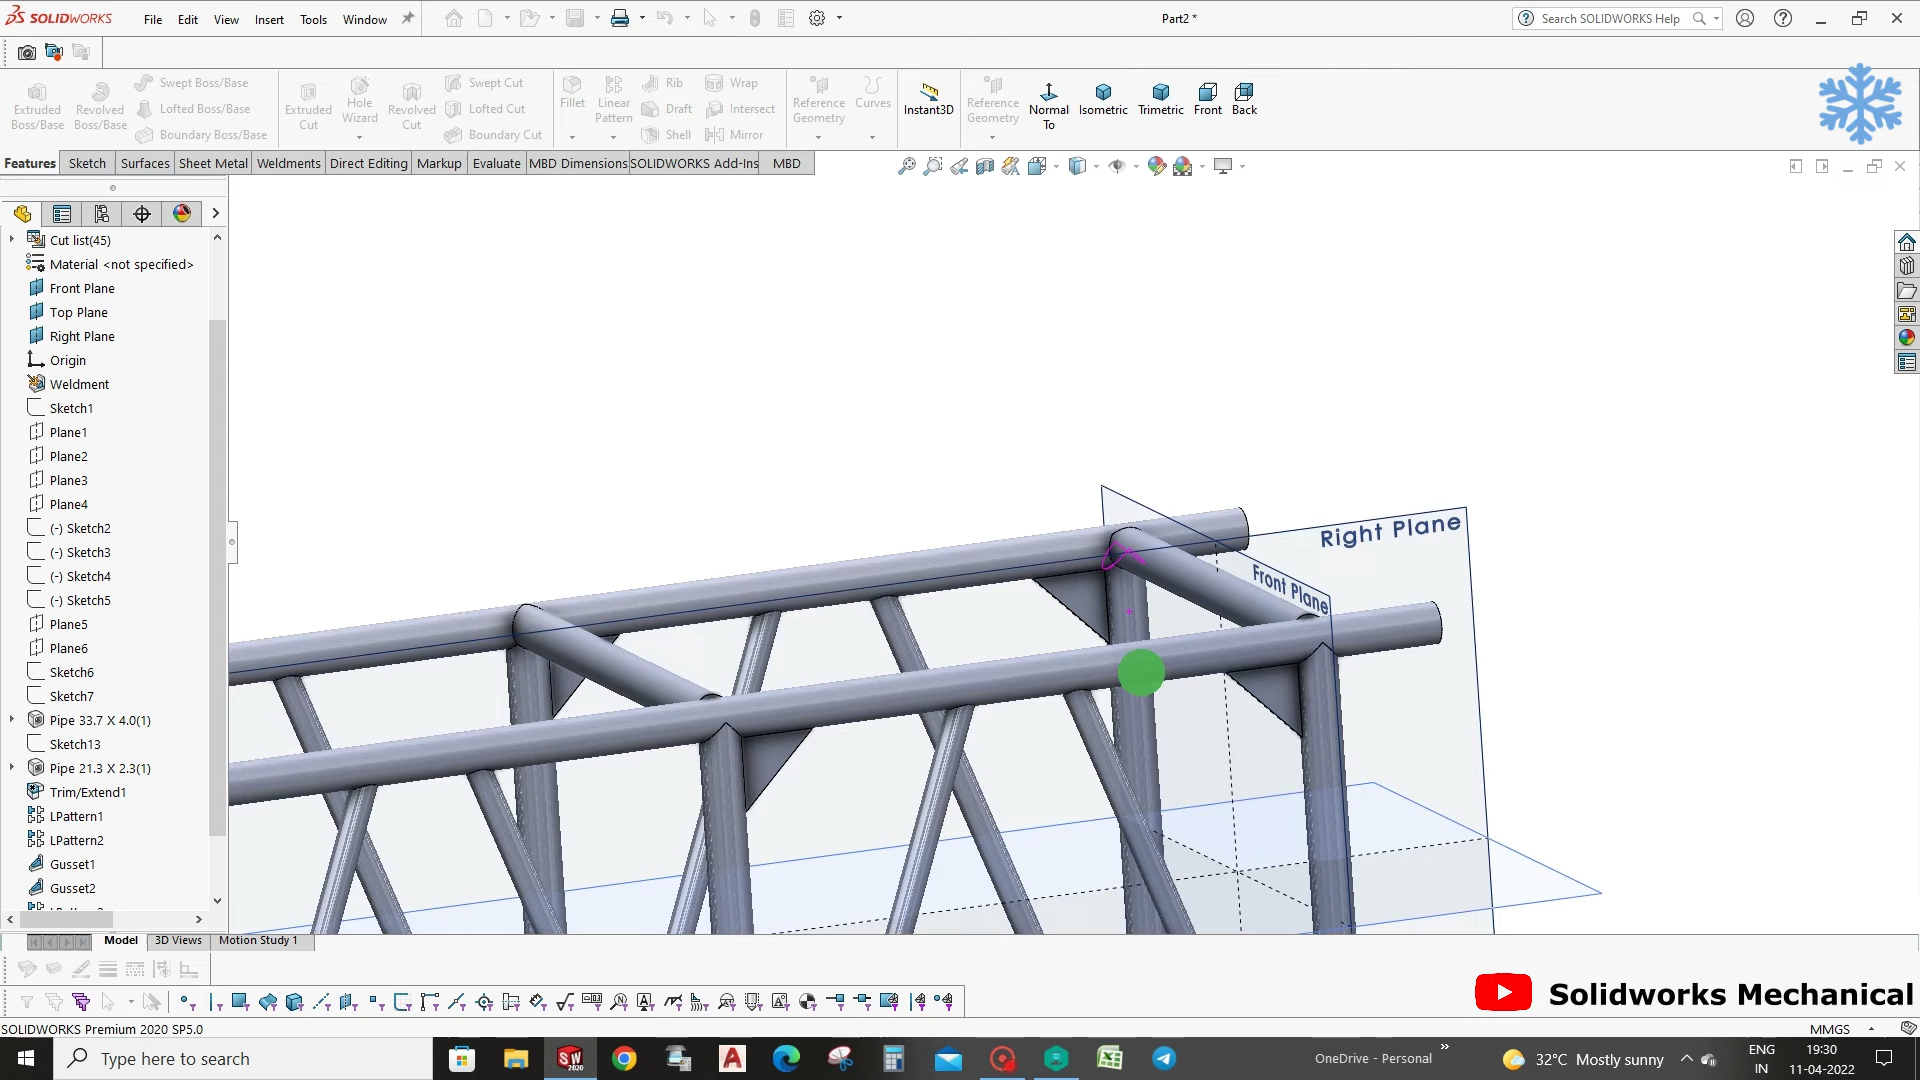 SOLIDWORKS
File Edit View Insert Tools Window
Part2 *
Search SOLIDWORKS Help
Extruded Boss/Base
Revolved Boss/Base
Swept Boss/Base
Lofted Boss/Base
Boundary Boss/Base
Extruded Cut
Hole Wizard
Revolved Cut
Swept Cut
Lofted Cut
Boundary Cut
Fillet
Linear Pattern
Rib
Draft
Shell
Wrap
Intersect
Mirror
Reference Geometry
Curves
Instant3D
Reference Geometry
Normal To
Isometric
Trimetric
Front
Back
Features Sketch Surfaces Sheet Metal Weldments Direct Editing Markup Evaluate MBD Dimensions SOLIDWORKS Add-Ins MBD
Cut list(45)
Material <not specified>
Front Plane
Top Plane
Right Plane
Origin
Weldment
Sketch1
Plane1
Plane2
Plane3
Plane4
(-) Sketch2
(-) Sketch3
(-) Sketch4
(-) Sketch5
Plane5
Plane6
Sketch6
Sketch7
Pipe 33.7 X 4.0(1)
Sketch13
Pipe 21.3 X 2.3(1)
Trim/Extend1
LPattern1
LPattern2
Gusset1
Gusset2
Right Plane
Front Plane
Model 3D Views Motion Study 1
Solidworks Mechanical
SOLIDWORKS Premium 2020 SP5.0
MMGS
Type here to search
SW 2020
OneDrive - Personal
32°C Mostly sunny
ENG
IN
19:30
11-04-2022